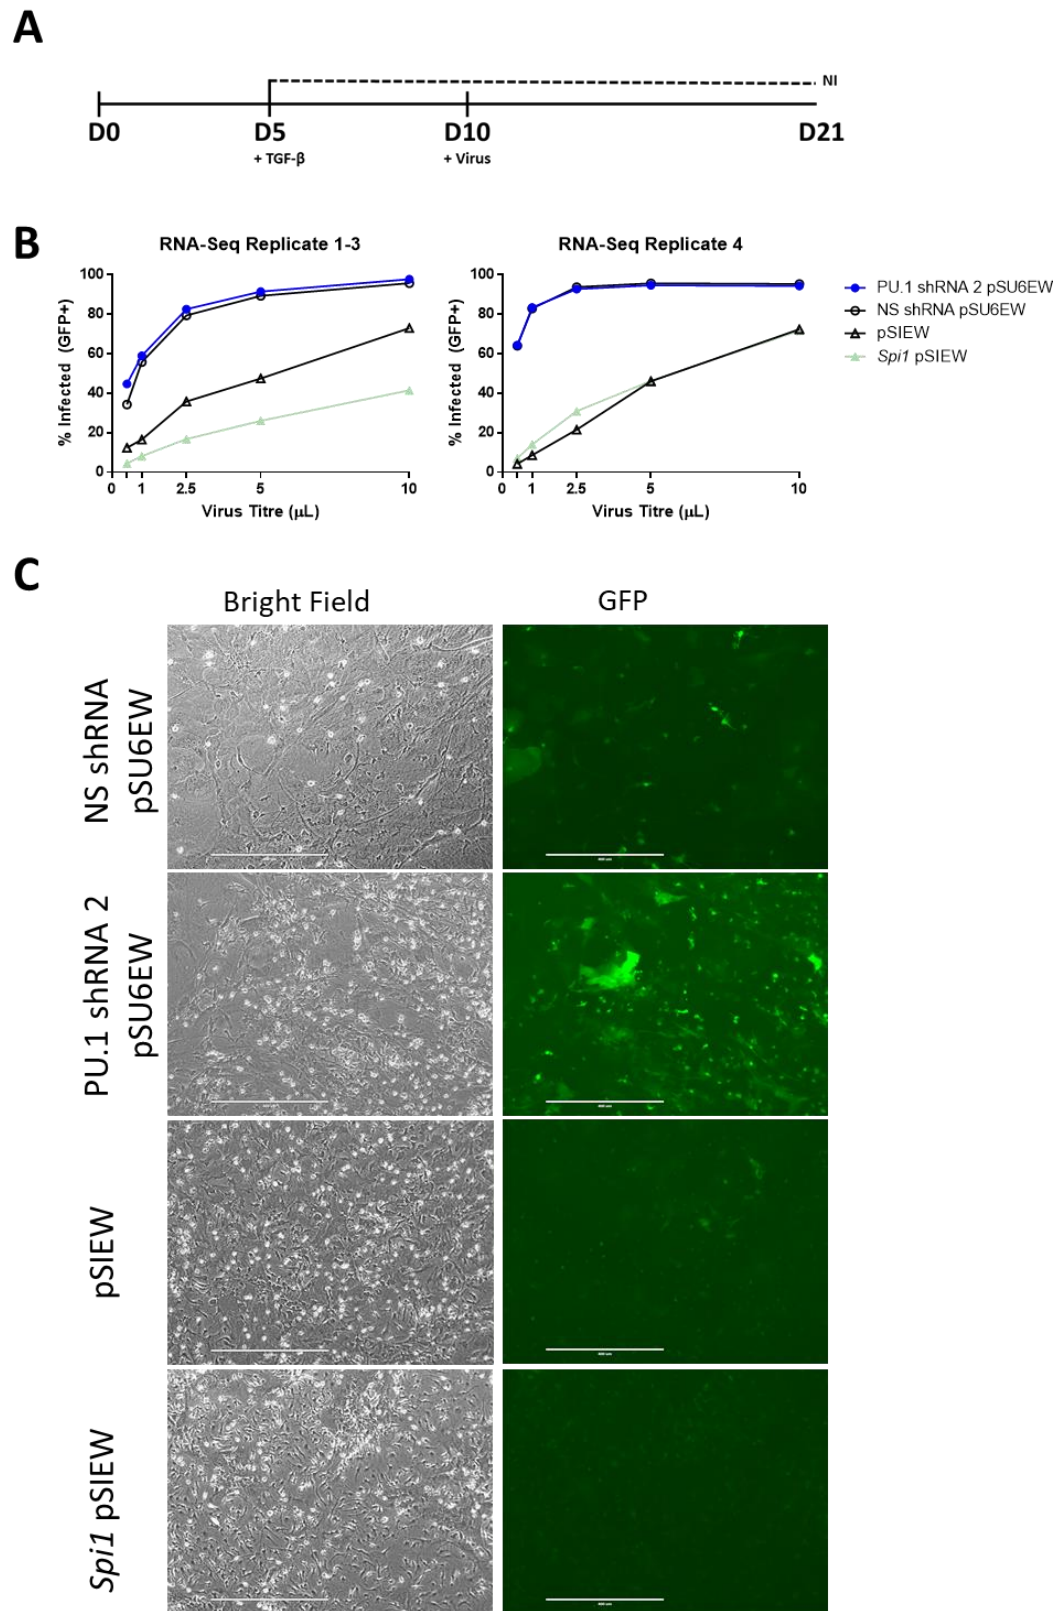 A
NI
D0
D5
D10
D21
+ TGF-β
+ Virus
B
RNA-Seq Replicate 1-3
% Infected (GFP+)
100
80
60
40
20
0
0
1
2.5
5
10
Virus Titre (μL)
RNA-Seq Replicate 4
% Infected (GFP+)
100
80
60
40
20
0
0
1
2.5
5
10
Virus Titre (μL)
PU.1 shRNA 2 pSU6EW
NS shRNA pSU6EW
pSIEW
Spi1 pSIEW
C
Bright Field
GFP
NS shRNA
pSU6EW
PU.1 shRNA 2
pSU6EW
pSIEW
Spi1 pSIEW